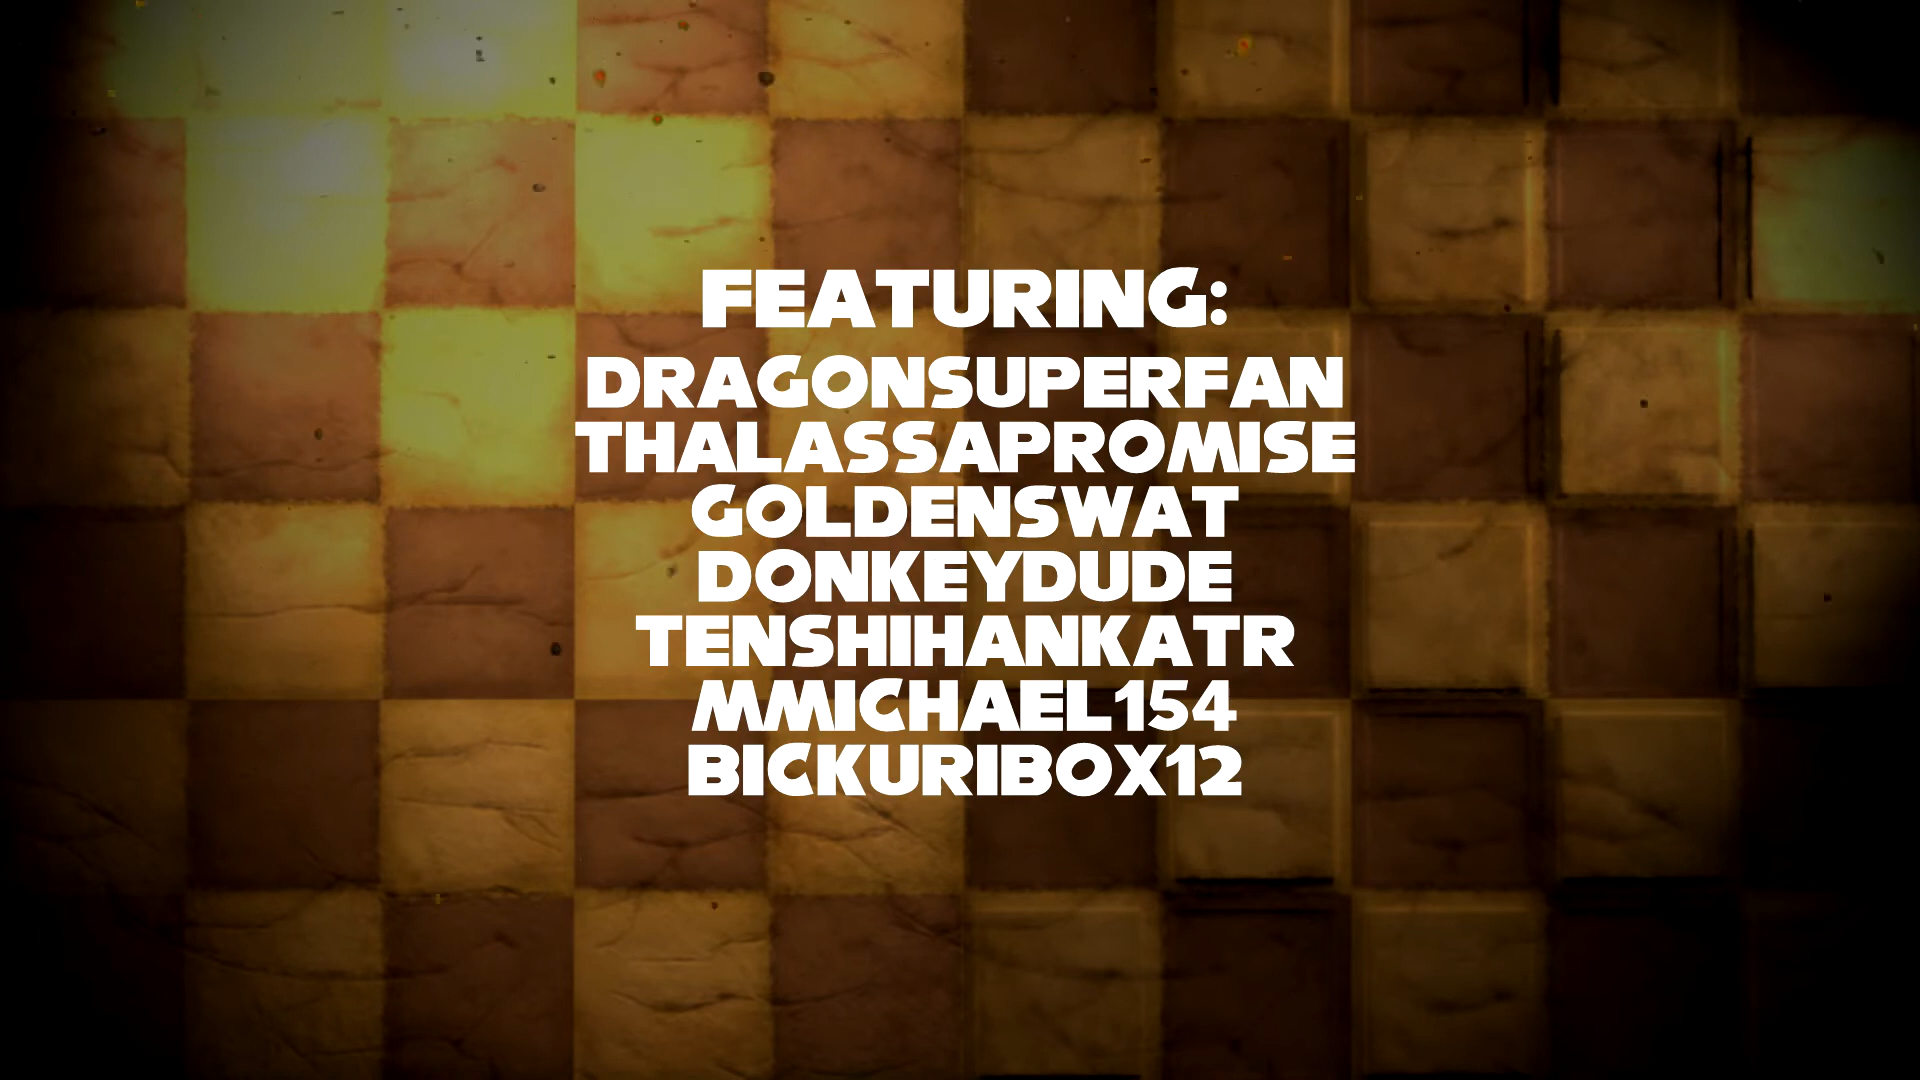 FEATURING:
DRAGONSUPERFAN
THALASSAPROMISE
GOLDENSWAT
DONKEYDUDE
TENSHIHANKATR
MMICHAEL154
BICKURIBOX12